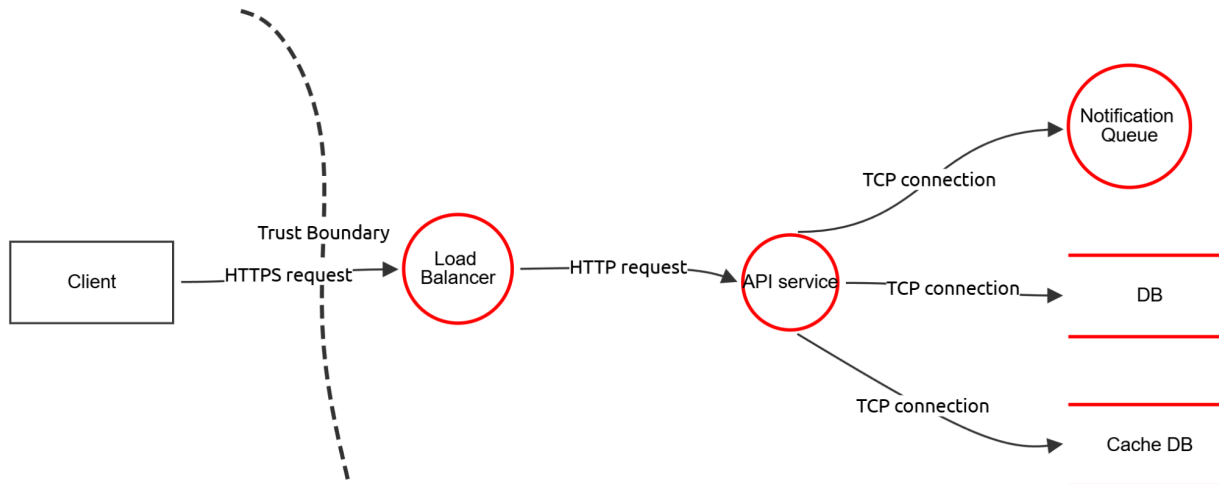 Notification
Queue
TCP connection
Trust Boundary
Client
HTTPS request
Load
Balancer
HTTP request
API service
TCP connection
DB
TCP connection
Cache DB